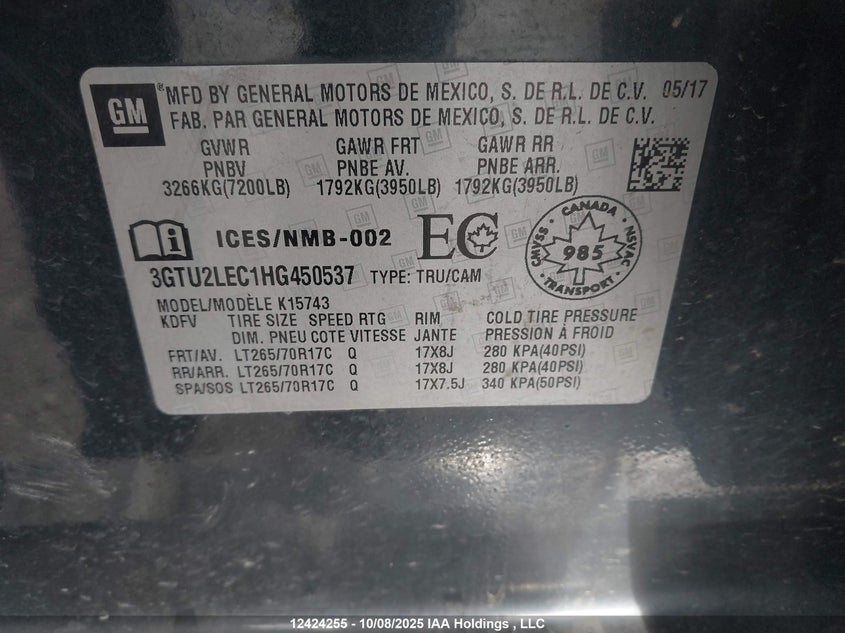 GM
® MFD BY GENERAL MOTORS DE MEXICO, S. DE R.L. DE C.V. 05/17
FAB. PAR GENERAL MOTORS DE MEXICO, S. DE R.L. DE C.V.
GVWR GAWR FRT GAWR RR
PNBV PNBE AV. PNBE ARR.
3266KG(7200LB) 1792KG(3950LB) 1792KG(3950LB)
i ICES/NMB-002 EC
CANADA
CMVSS 985 NSVAC
TRANSPORT
3GTU2LEC1HG450537 TYPE: TRU/CAM
MODEL/MODÈLE K15743
KDFV TIRE SIZE SPEED RTG RIM COLD TIRE PRESSURE
DIM. PNEU COTE VITESSE JANTE PRESSION À FROID
FRT/AV. LT265/70R17C Q 17X8J 280 KPA(40PSI)
RR/ARR. LT265/70R17C Q 17X8J 280 KPA(40PSI)
SPA/SOS LT265/70R17C Q 17X7.5J 340 KPA(50PSI)
12424255 - 10/08/2025 IAA Holdings , LLC